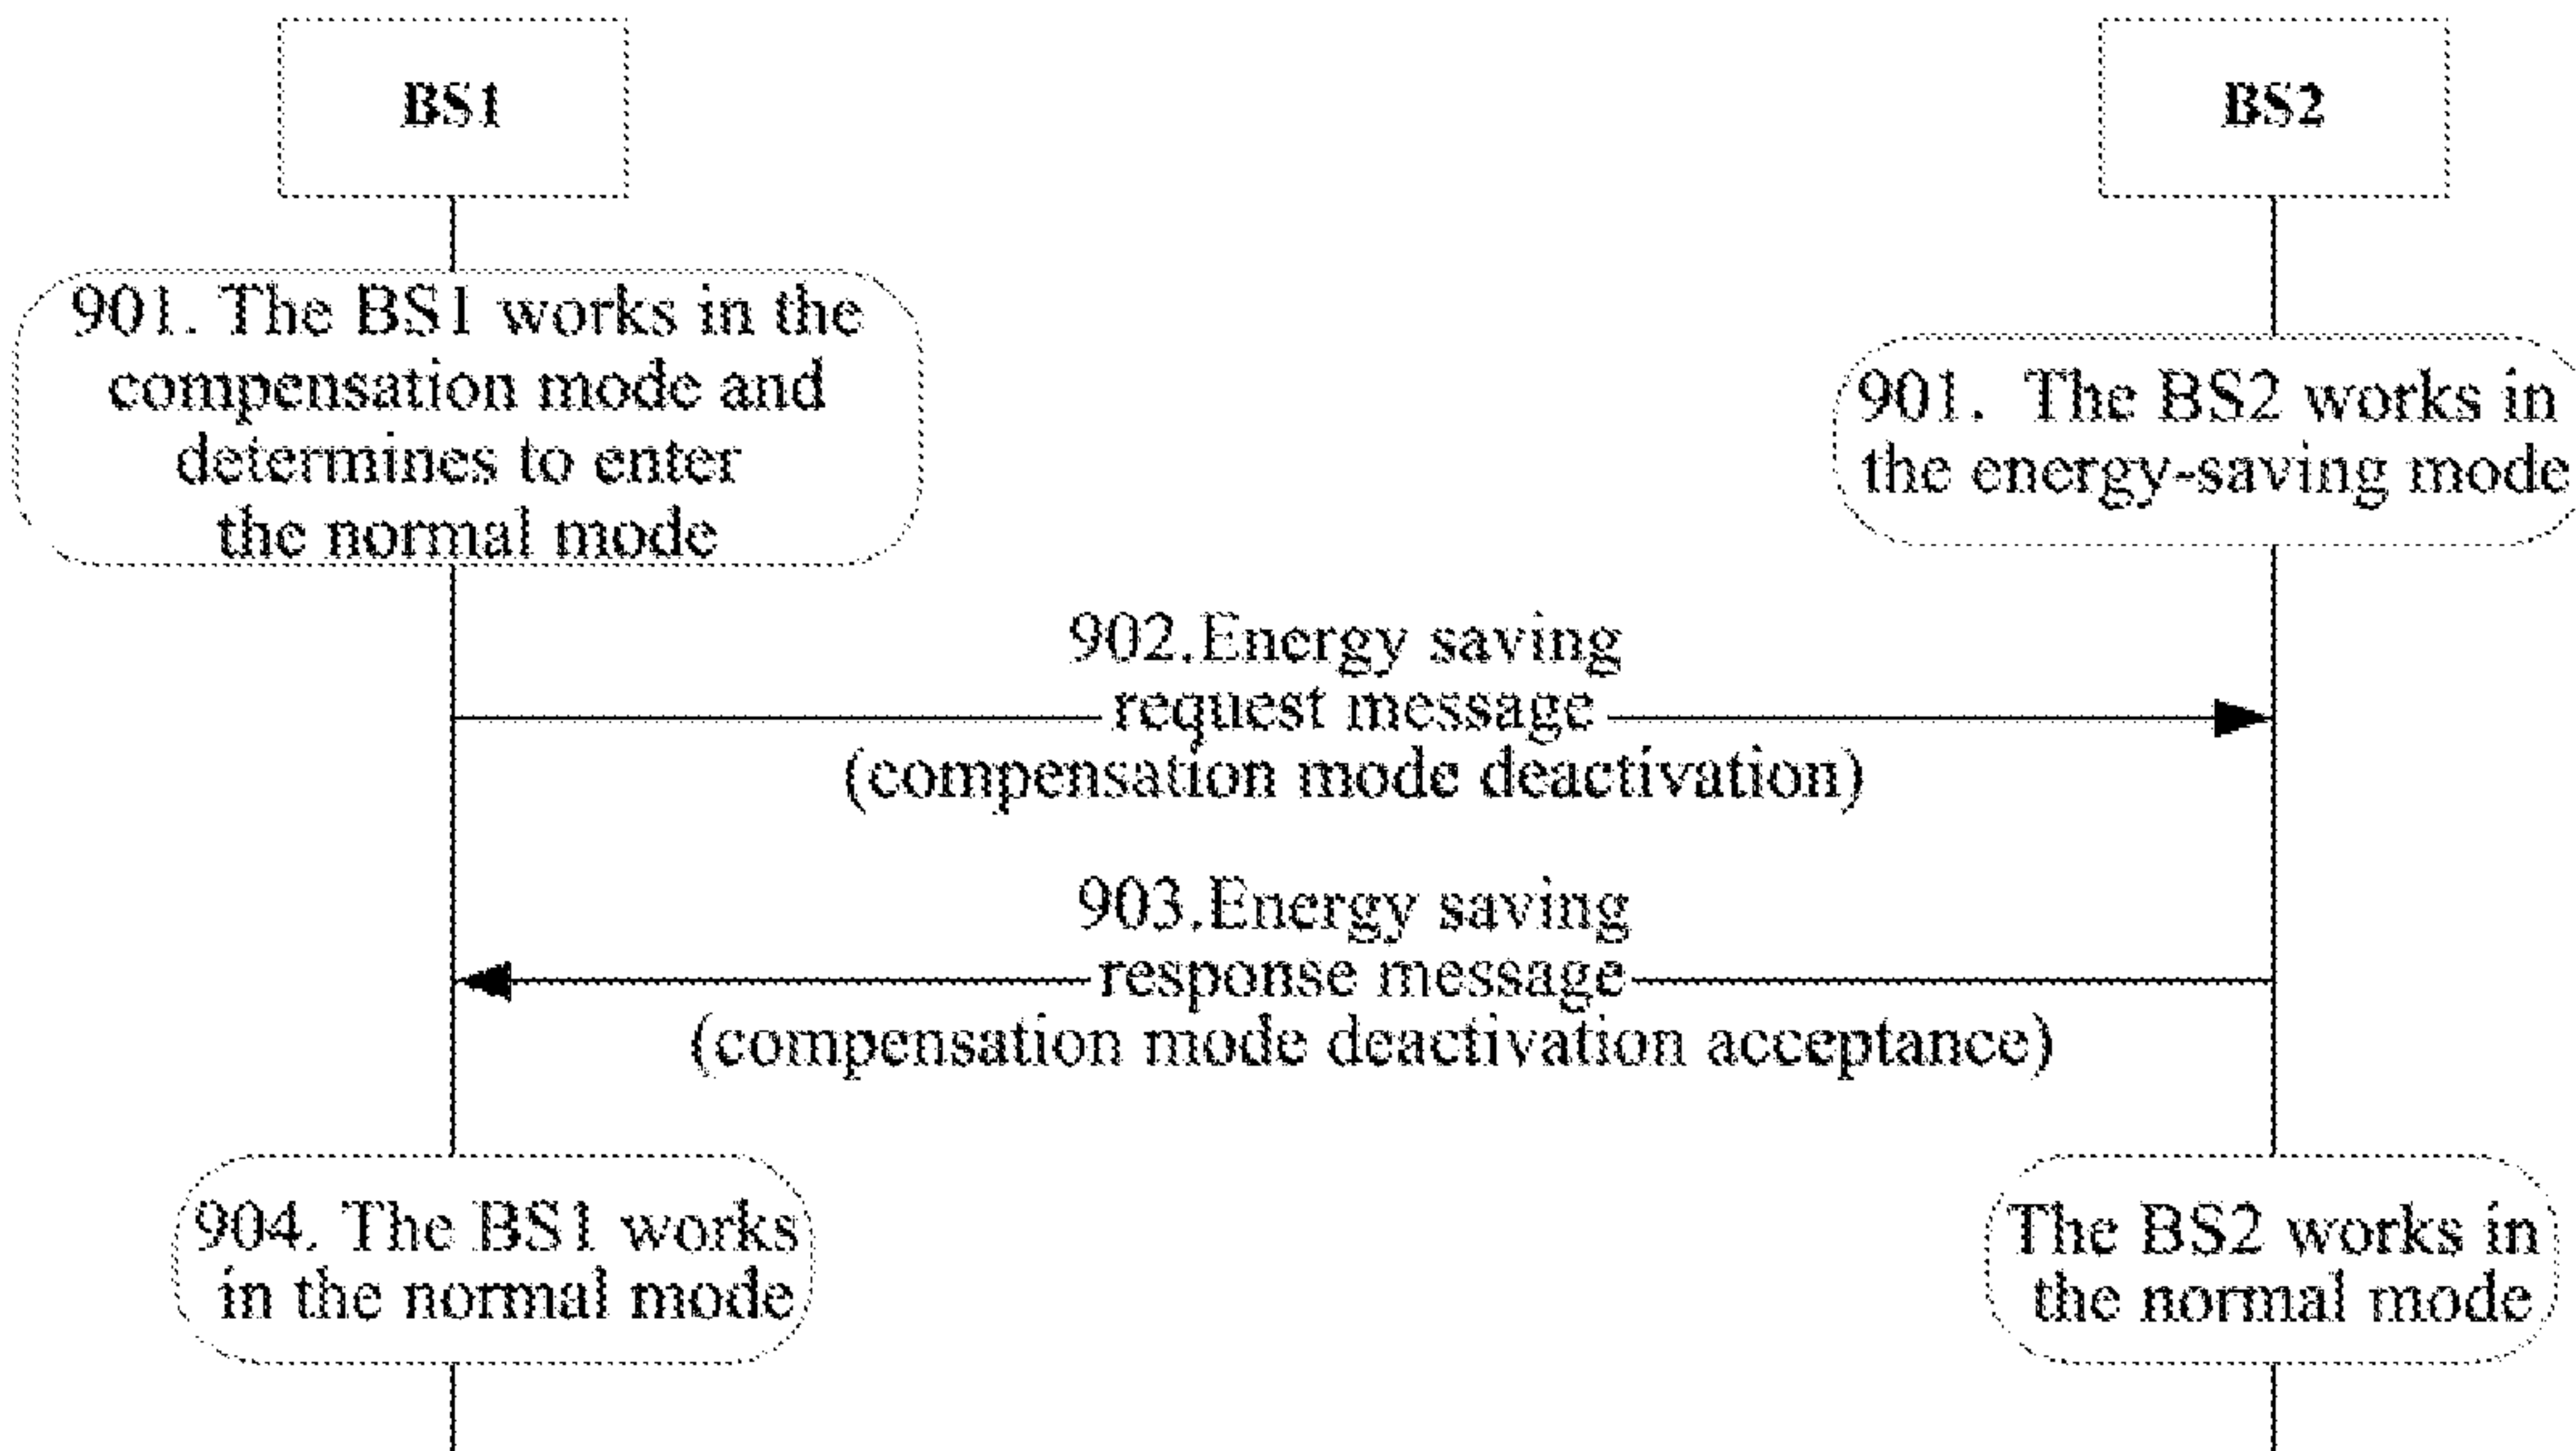 BS1
BS2
901. The BS1 works in the
compensation mode and
determines to enter
the normal mode
901. The BS2 works in
the energy-saving mode
902.Energy saving
request message
(compensation mode deactivation)
903.Energy saving
response message
(compensation mode deactivation acceptance)
904. The BS1 works
in the normal mode
The BS2 works in
the normal mode